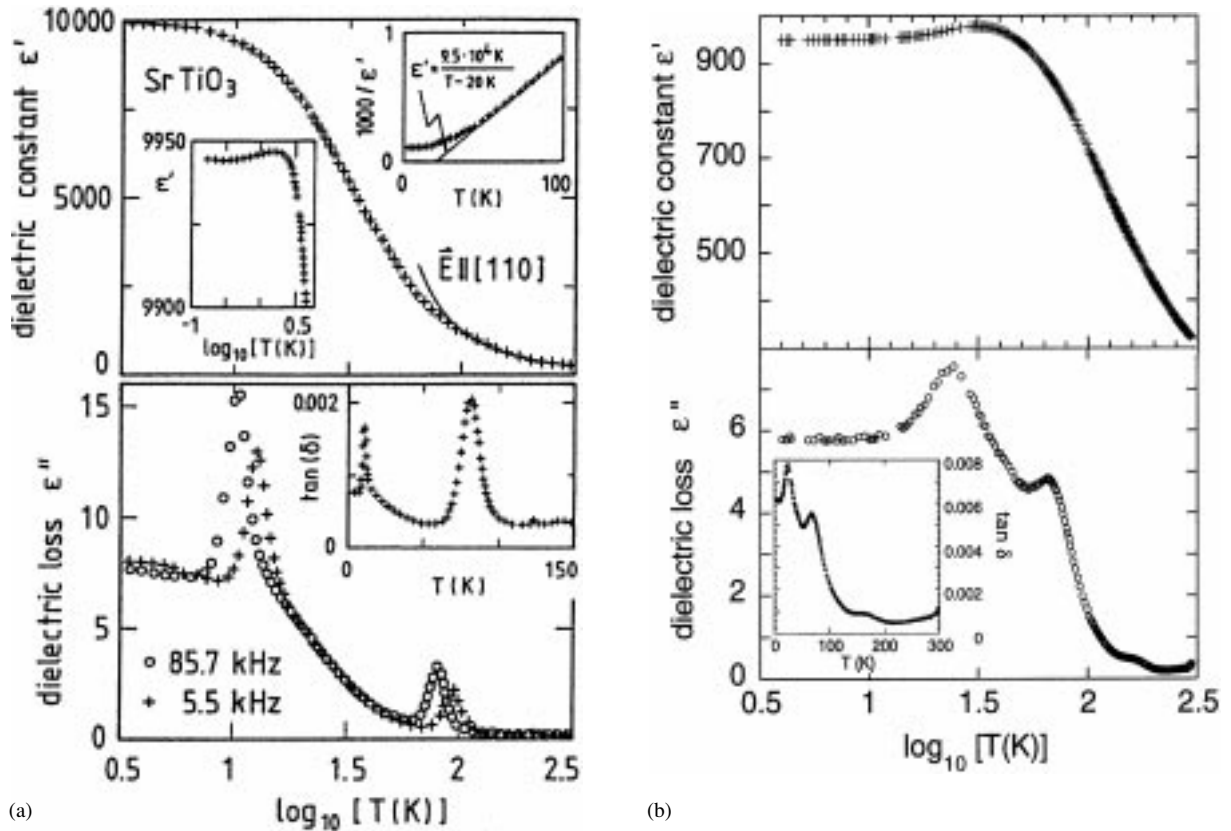 10000
5000
0
dielectric constant ε'
SrTiO₃
9950
9900
ε'
-1
0.5
log₁₀ [T(K)]
1
0
1000/ε'
ε' = 9.5·10⁴K / T-20K
0
100
T(K)
E⃗ II [110]
15
10
5
0
dielectric loss ε"
0.002
0
tan(δ)
0
150
T(K)
o 85.7 kHz
+ 5.5 kHz
0.5
1
1.5
2
2.5
log₁₀ [T(K)]
(a)
900
700
500
dielectric constant ε'
6
4
2
0
dielectric loss ε"
0.008
0.006
0.004
0.002
0
tan δ
0
100
200
300
T (K)
0.5
1
1.5
2
2.5
log₁₀ [T(K)]
(b)